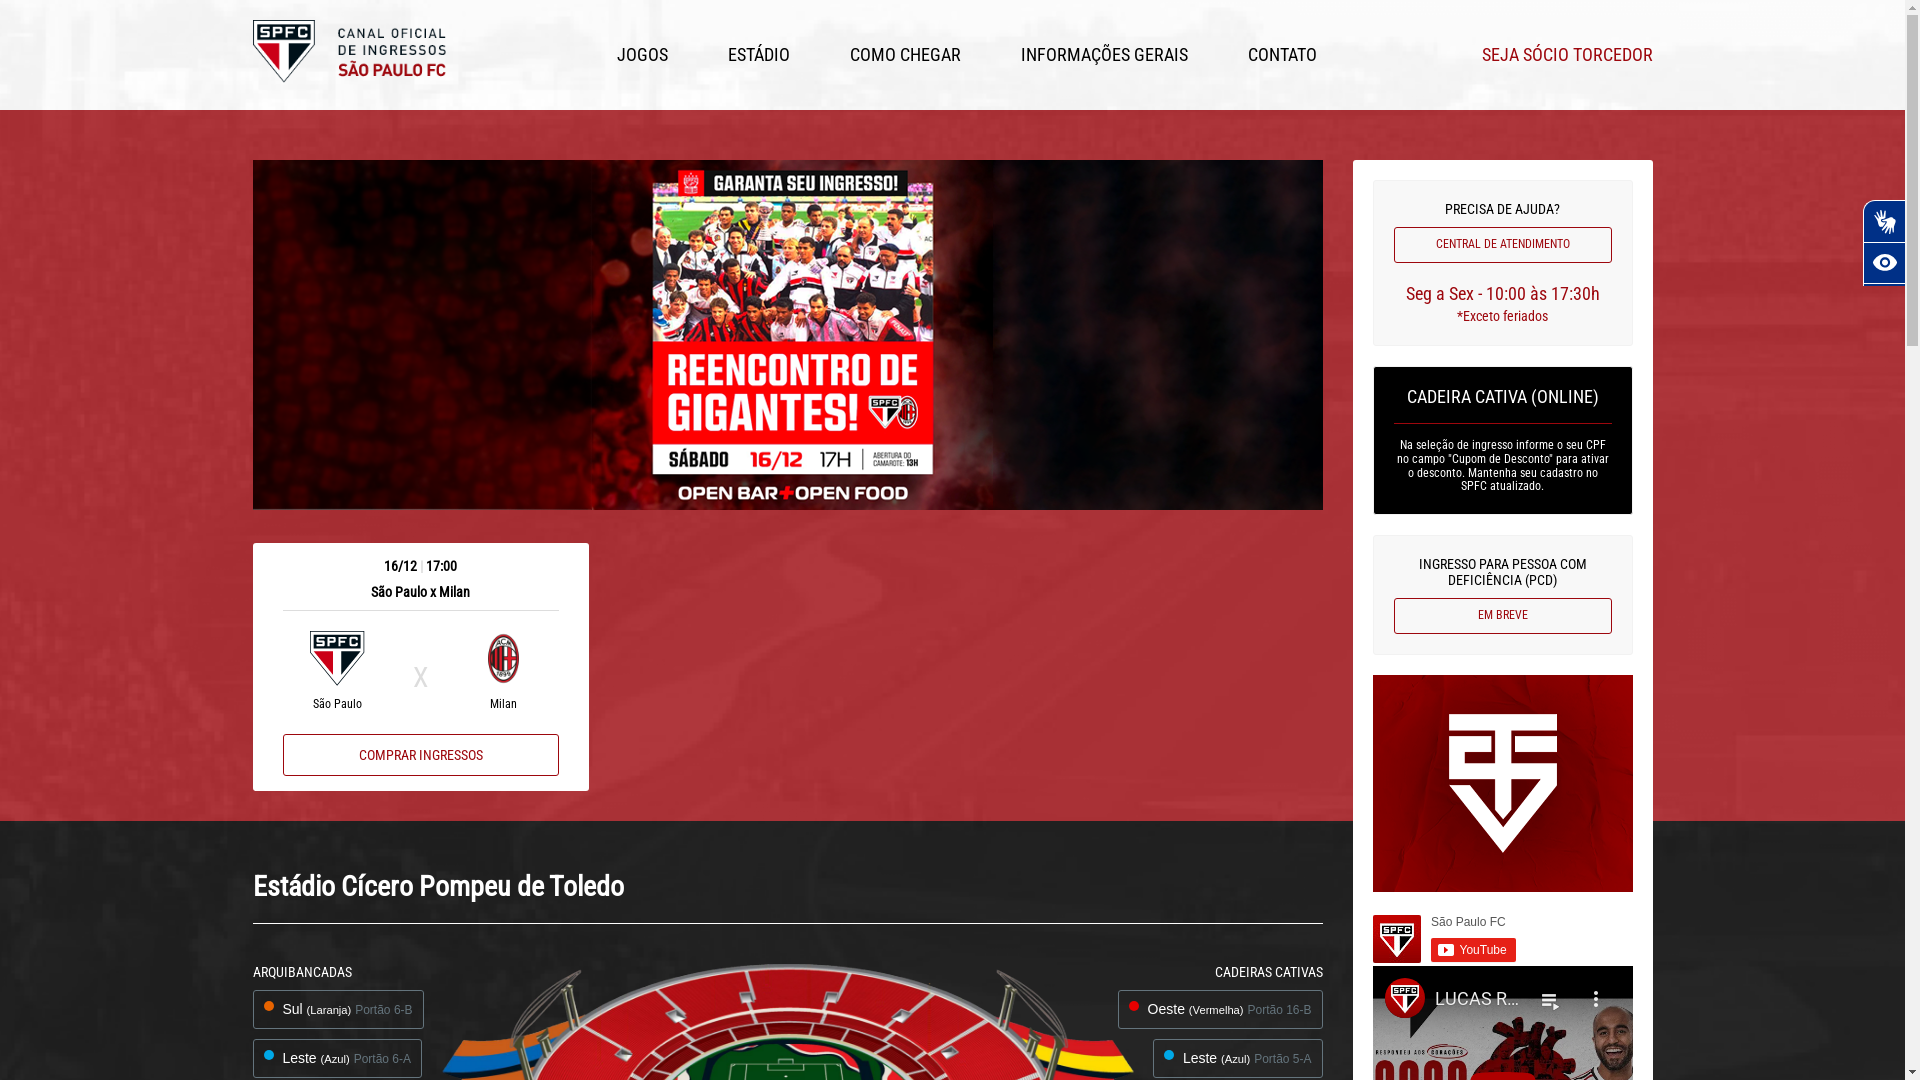 SPFC
CANAL OFICIAL
DE INGRESSOS
SÃO PAULO FC
JOGOS
ESTÁDIO
COMO CHEGAR
INFORMAÇÕES GERAIS
CONTATO
SEJA SÓCIO TORCEDOR
GARANTA SEU INGRESSO!
REENCONTRO DE
GIGANTES!
SPFC
SÁBADO 16/12 17H ABERTURA DO
CAMAROTE: 13H
OPEN BAR+OPEN FOOD
16/12 | 17:00
São Paulo x Milan
SPFC
X
São Paulo
Milan
COMPRAR INGRESSOS
PRECISA DE AJUDA?
CENTRAL DE ATENDIMENTO
Seg a Sex - 10:00 às 17:30h
*Exceto feriados
CADEIRA CATIVA (ONLINE)
Na seleção de ingresso informe o seu CPF
no campo "Cupom de Desconto" para ativar
o desconto. Mantenha seu cadastro no
SPFC atualizado.
INGRESSO PARA PESSOA COM
DEFICIÊNCIA (PCD)
EM BREVE
São Paulo FC
YouTube
SPFC
LUCAS R...
RESPONDEU AOS CORAÇÕES
Estádio Cícero Pompeu de Toledo
ARQUIBANCADAS
Sul (Laranja) Portão 6-B
Leste (Azul) Portão 6-A
CADEIRAS CATIVAS
Oeste (Vermelha) Portão 16-B
Leste (Azul) Portão 5-A